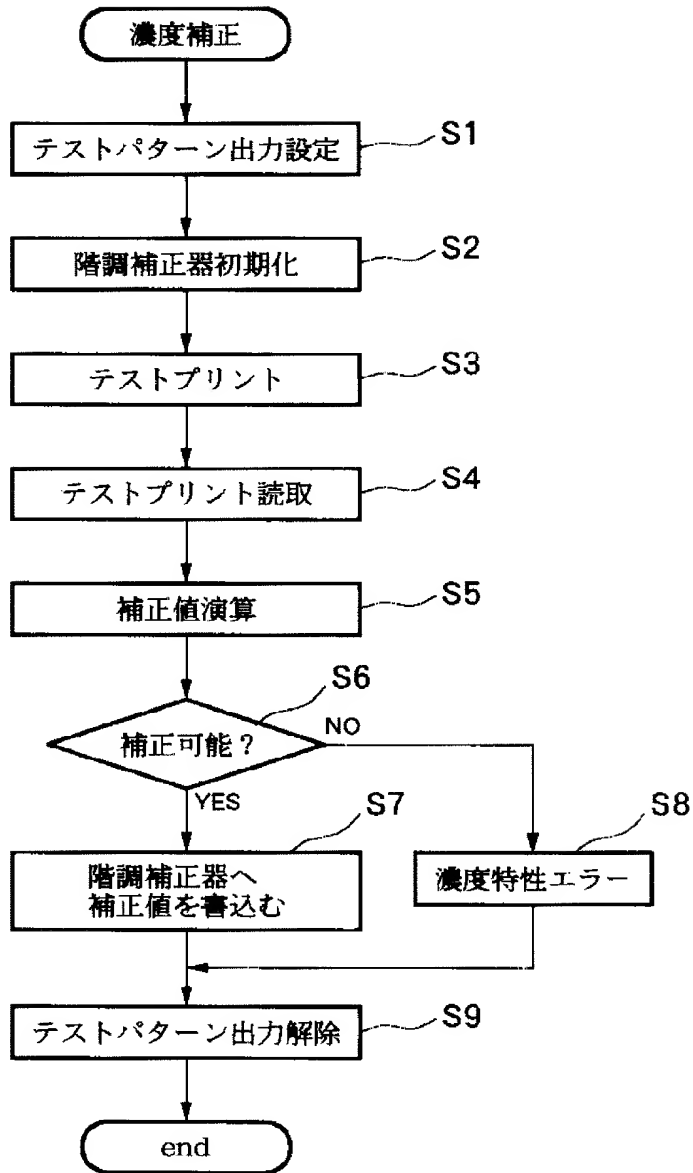 濃度補正
テストパターン出力設定
S1
階調補正器初期化
S2
テストプリント
S3
テストプリント読取
S4
補正値演算
S5
S6
補正可能？
NO
YES
S7
階調補正器へ
補正値を書込む
S8
濃度特性エラー
テストパターン出力解除
S9
end